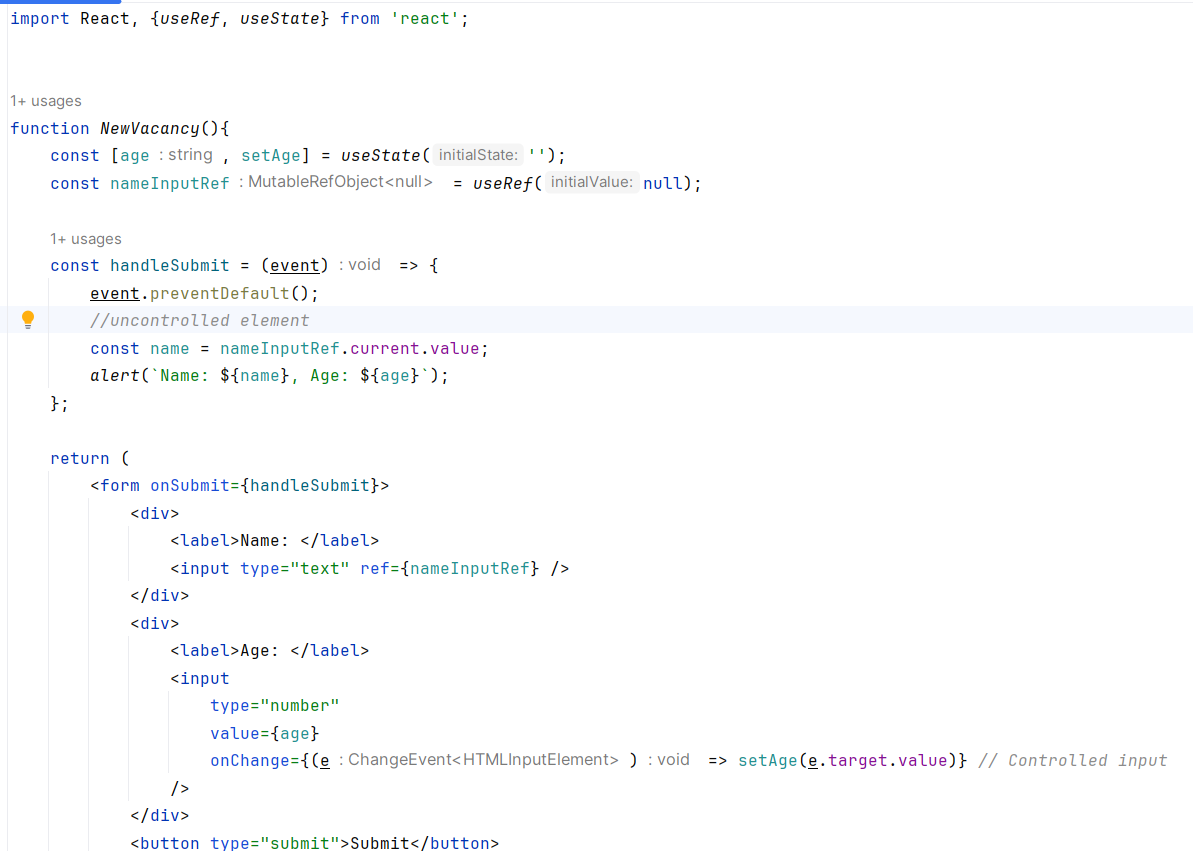 import React, {useRef, useState} from 'react';
1+ usages
function NewVacancy(){
const [age : string , setAge] = useState( initialState: '');
const nameInputRef : MutableRefObject<null> = useRef( initialValue: null);
1+ usages
const handleSubmit = (event) : void => {
event.preventDefault();
//uncontrolled element
const name = nameInputRef.current.value;
alert(`Name: ${name}, Age: ${age}`);
};
return (
<form onSubmit={handleSubmit}>
<div>
<label>Name: </label>
<input type="text" ref={nameInputRef} />
</div>
<div>
<label>Age: </label>
<input
type="number"
value={age}
onChange={(e : ChangeEvent<HTMLInputElement> ) : void => setAge(e.target.value)} // Controlled input
/>
</div>
<button type="submit">Submit</button>